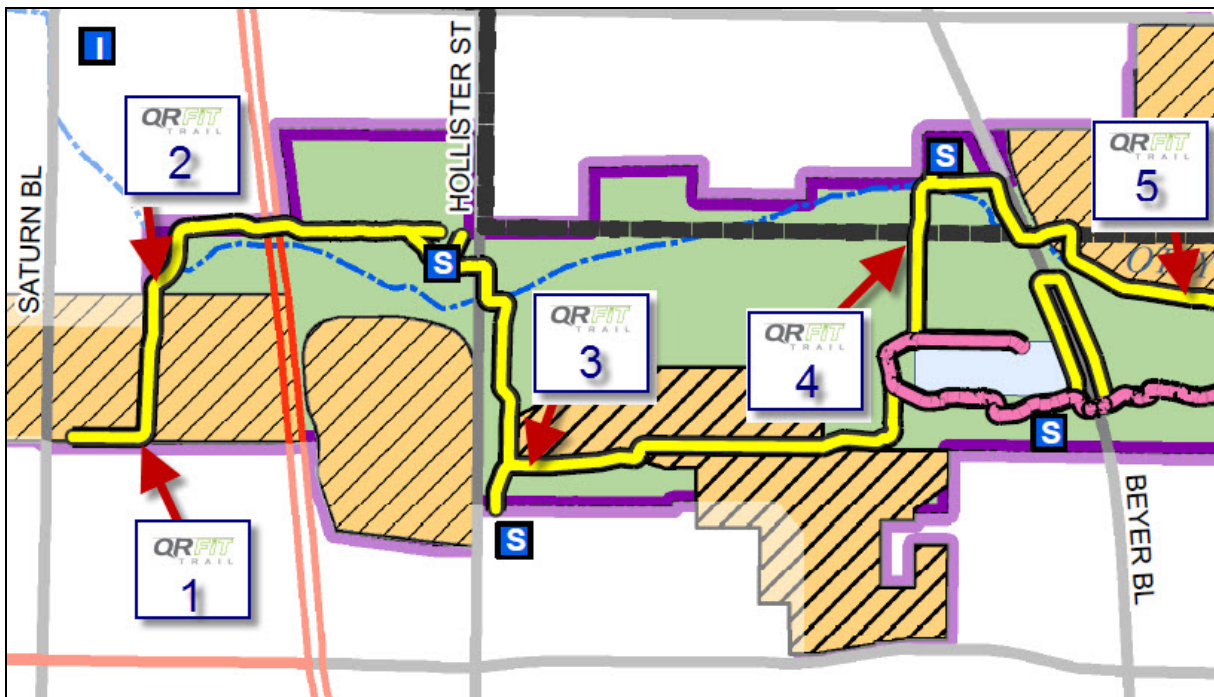 I
SATURN BL
QR FiT
TRAIL
2
HOLLISTER ST
S
QR FiT
TRAIL
1
QR FiT
TRAIL
3
S
QR FiT
TRAIL
4
S
QR FiT
TRAIL
5
S
BEYER BL